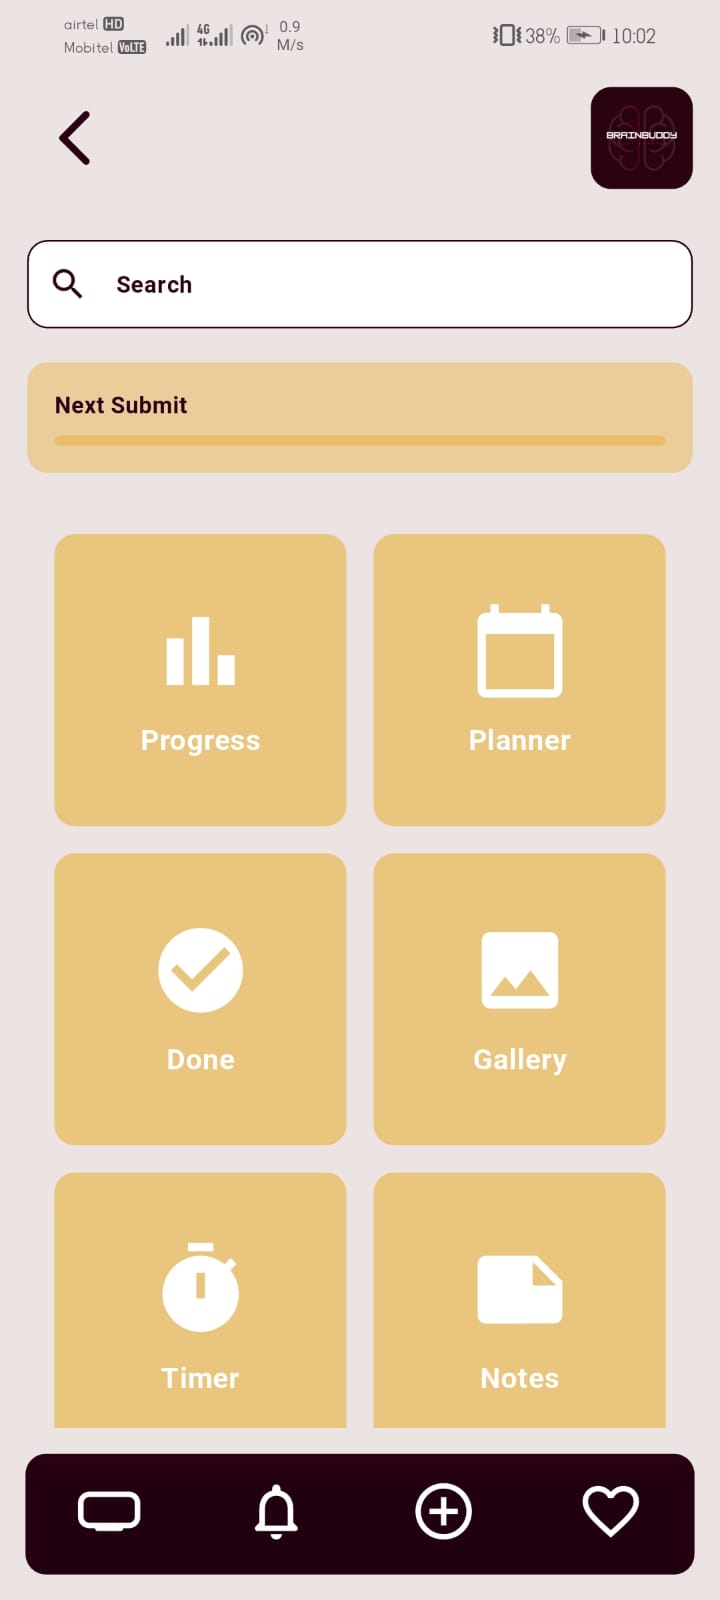 airtel HD
Mobitel VoLTE
4G
0.9
M/s
38%
10:02
BRAINBUDDY
Search
Next Submit
Progress
Planner
Done
Gallery
Timer
Notes